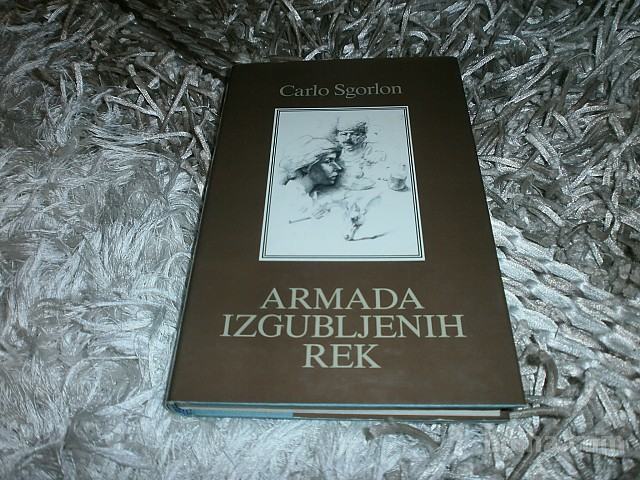 Carlo Sgorlon
ARMADA
IZGUBLJENIH
REK